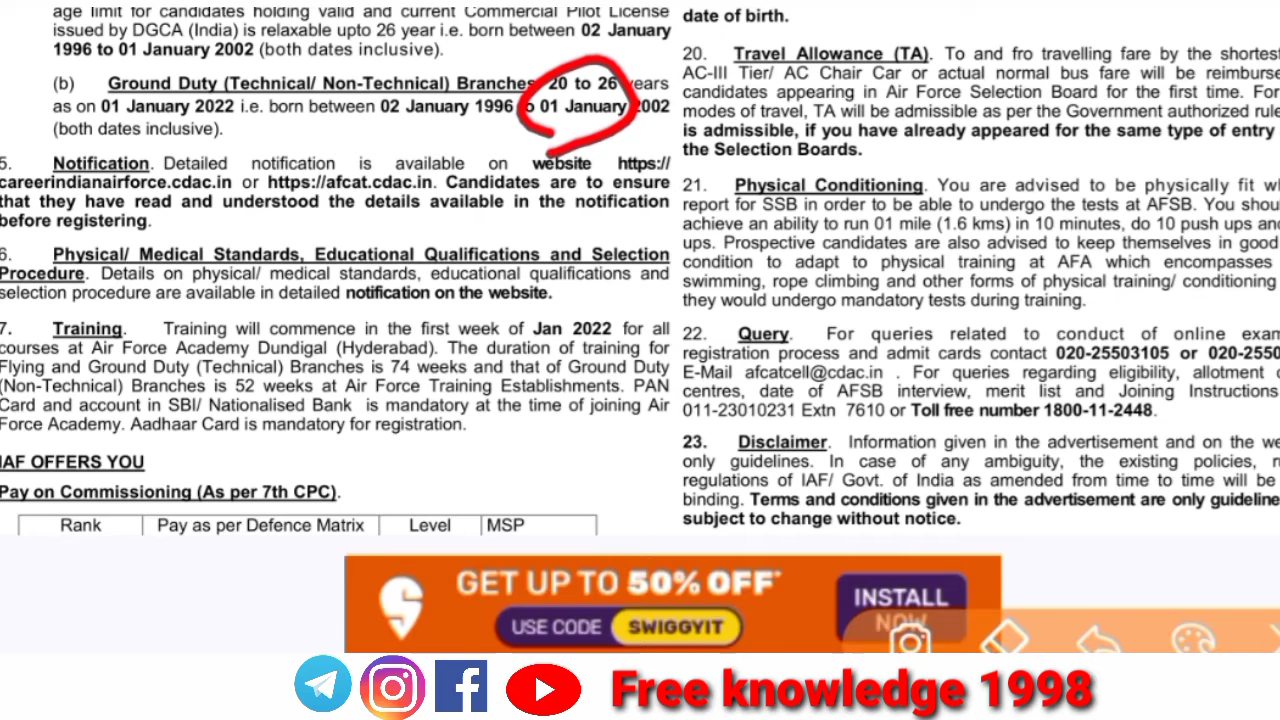 age limit for candidates holding valid and current Commercial Pilot License
issued by DGCA (India) is relaxable upto 26 year i.e. born between 02 January
1996 to 01 January 2002 (both dates inclusive).
(b) Ground Duty (Technical/ Non-Technical) Branches 20 to 26 years
as on 01 January 2022 i.e. born between 02 January 1996 to 01 January 2002
(both dates inclusive).
5. Notification. Detailed notification is available on website https://
careerindianairforce.cdac.in or https://afcat.cdac.in. Candidates are to ensure
that they have read and understood the details available in the notification
before registering.
6. Physical/ Medical Standards, Educational Qualifications and Selection
Procedure. Details on physical/ medical standards, educational qualifications and
selection procedure are available in detailed notification on the website.
7. Training. Training will commence in the first week of Jan 2022 for all
courses at Air Force Academy Dundigal (Hyderabad). The duration of training for
Flying and Ground Duty (Technical) Branches is 74 weeks and that of Ground Duty
(Non-Technical) Branches is 52 weeks at Air Force Training Establishments. PAN
Card and account in SBI/ Nationalised Bank is mandatory at the time of joining Air
Force Academy. Aadhaar Card is mandatory for registration.
IAF OFFERS YOU
Pay on Commissioning (As per 7th CPC).
Rank Pay as per Defence Matrix Level MSP
date of birth.
20. Travel Allowance (TA). To and fro travelling fare by the shortes
AC-III Tier/ AC Chair Car or actual normal bus fare will be reimburse
candidates appearing in Air Force Selection Board for the first time. For
modes of travel, TA will be admissible as per the Government authorized rule
is admissible, if you have already appeared for the same type of entry
the Selection Boards.
21. Physical Conditioning. You are advised to be physically fit wh
report for SSB in order to be able to undergo the tests at AFSB. You shou
achieve an ability to run 01 mile (1.6 kms) in 10 minutes, do 10 push ups and
ups. Prospective candidates are also advised to keep themselves in good
condition to adapt to physical training at AFA which encompasses
swimming, rope climbing and other forms of physical training/ conditioning
they would undergo mandatory tests during training.
22. Query. For queries related to conduct of online exam
registration process and admit cards contact 020-25503105 or 020-2550
E-Mail afcatcell@cdac.in . For queries regarding eligibility, allotment o
centres, date of AFSB interview, merit list and Joining Instructions
011-23010231 Extn 7610 or Toll free number 1800-11-2448.
23. Disclaimer. Information given in the advertisement and on the we
only guidelines. In case of any ambiguity, the existing policies, r
regulations of IAF/ Govt. of India as amended from time to time will be
binding. Terms and conditions given in the advertisement are only guideline
subject to change without notice.
GET UP TO 50% OFF*
USE CODE SWIGGYIT
INSTALL
NOW
Free knowledge 1998